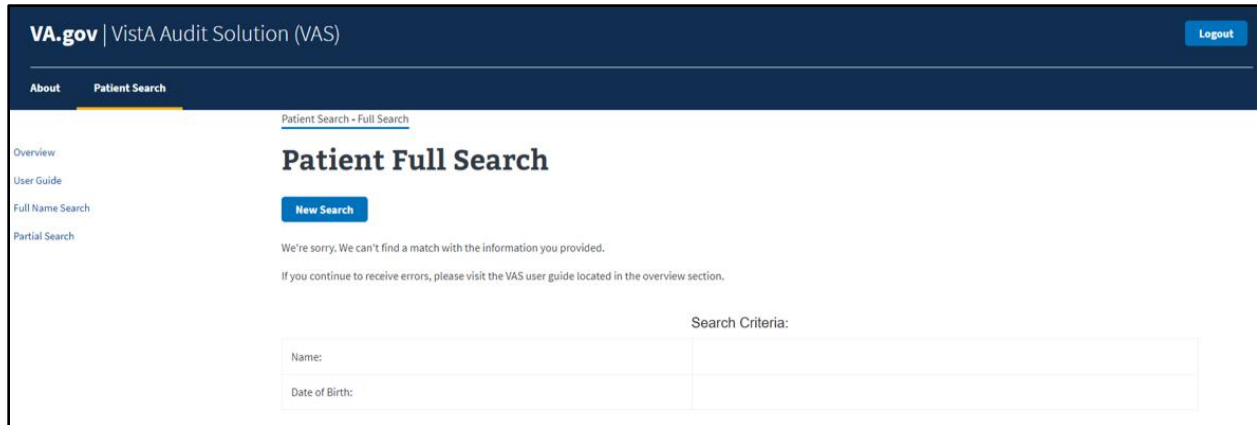 VA.gov | VistA Audit Solution (VAS)
Logout
About Patient Search
Patient Search - Full Search
Overview
User Guide
Full Name Search
Partial Search
Patient Full Search
New Search
We're sorry. We can't find a match with the information you provided.
If you continue to receive errors, please visit the VAS user guide located in the overview section.
Search Criteria:
Name:
Date of Birth: